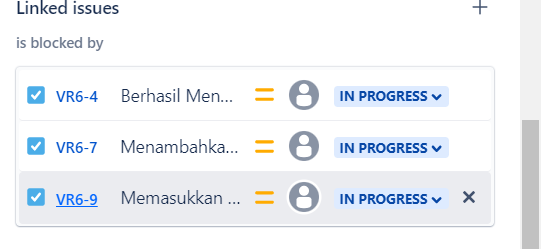 Linked issues
is blocked by
VR6-4 Berhasil Men... IN PROGRESS
VR6-7 Menambahka... IN PROGRESS
VR6-9 Memasukkan ... IN PROGRESS